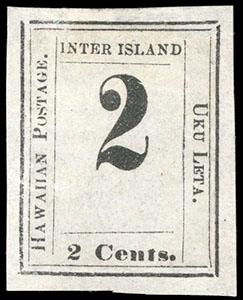 INTER ISLAND
HAWAIIAN POSTAGE.
2
UKU LETA.
2 Cents.